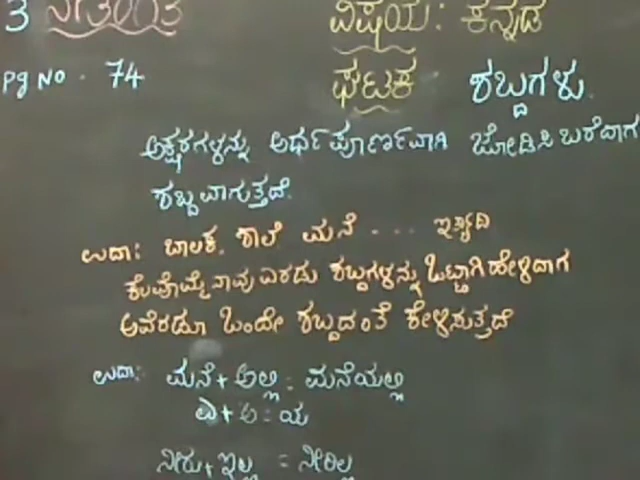 3 ವಿಷಯ: ಕನ್ನಡ
Pg No - 74 ಘಟಕ ಶಬ್ದಗಳು.
ಅಕ್ಷರಗಳನ್ನು ಅರ್ಥಪೂರ್ಣವಾಗಿ ಜೋಡಿಸಿ ಬರೆದಾಗ
ಶಬ್ದವಾಗುತ್ತದೆ.
ಉದಾ: ಬಾಲಕ, ಶಾಲೆ ಮನೆ ... ಇತ್ಯಾದಿ
ಕೆಲವೊಮ್ಮೆ ನಾವು ಎರಡು ಶಬ್ದಗಳನ್ನು ಒಟ್ಟಾಗಿ ಹೇಳಿದಾಗ
ಅವೆರಡೂ ಒಂದೇ ಶಬ್ದದಂತೆ ಕೇಳಿಸುತ್ತದೆ
ಉದಾ: ಮನೆ + ಅಲ್ಲಿ = ಮನೆಯಲ್ಲಿ
ಎ + ಅ = ಯ
ನೀರು + ಇಲ್ಲ = ನೀರಿಲ್ಲ